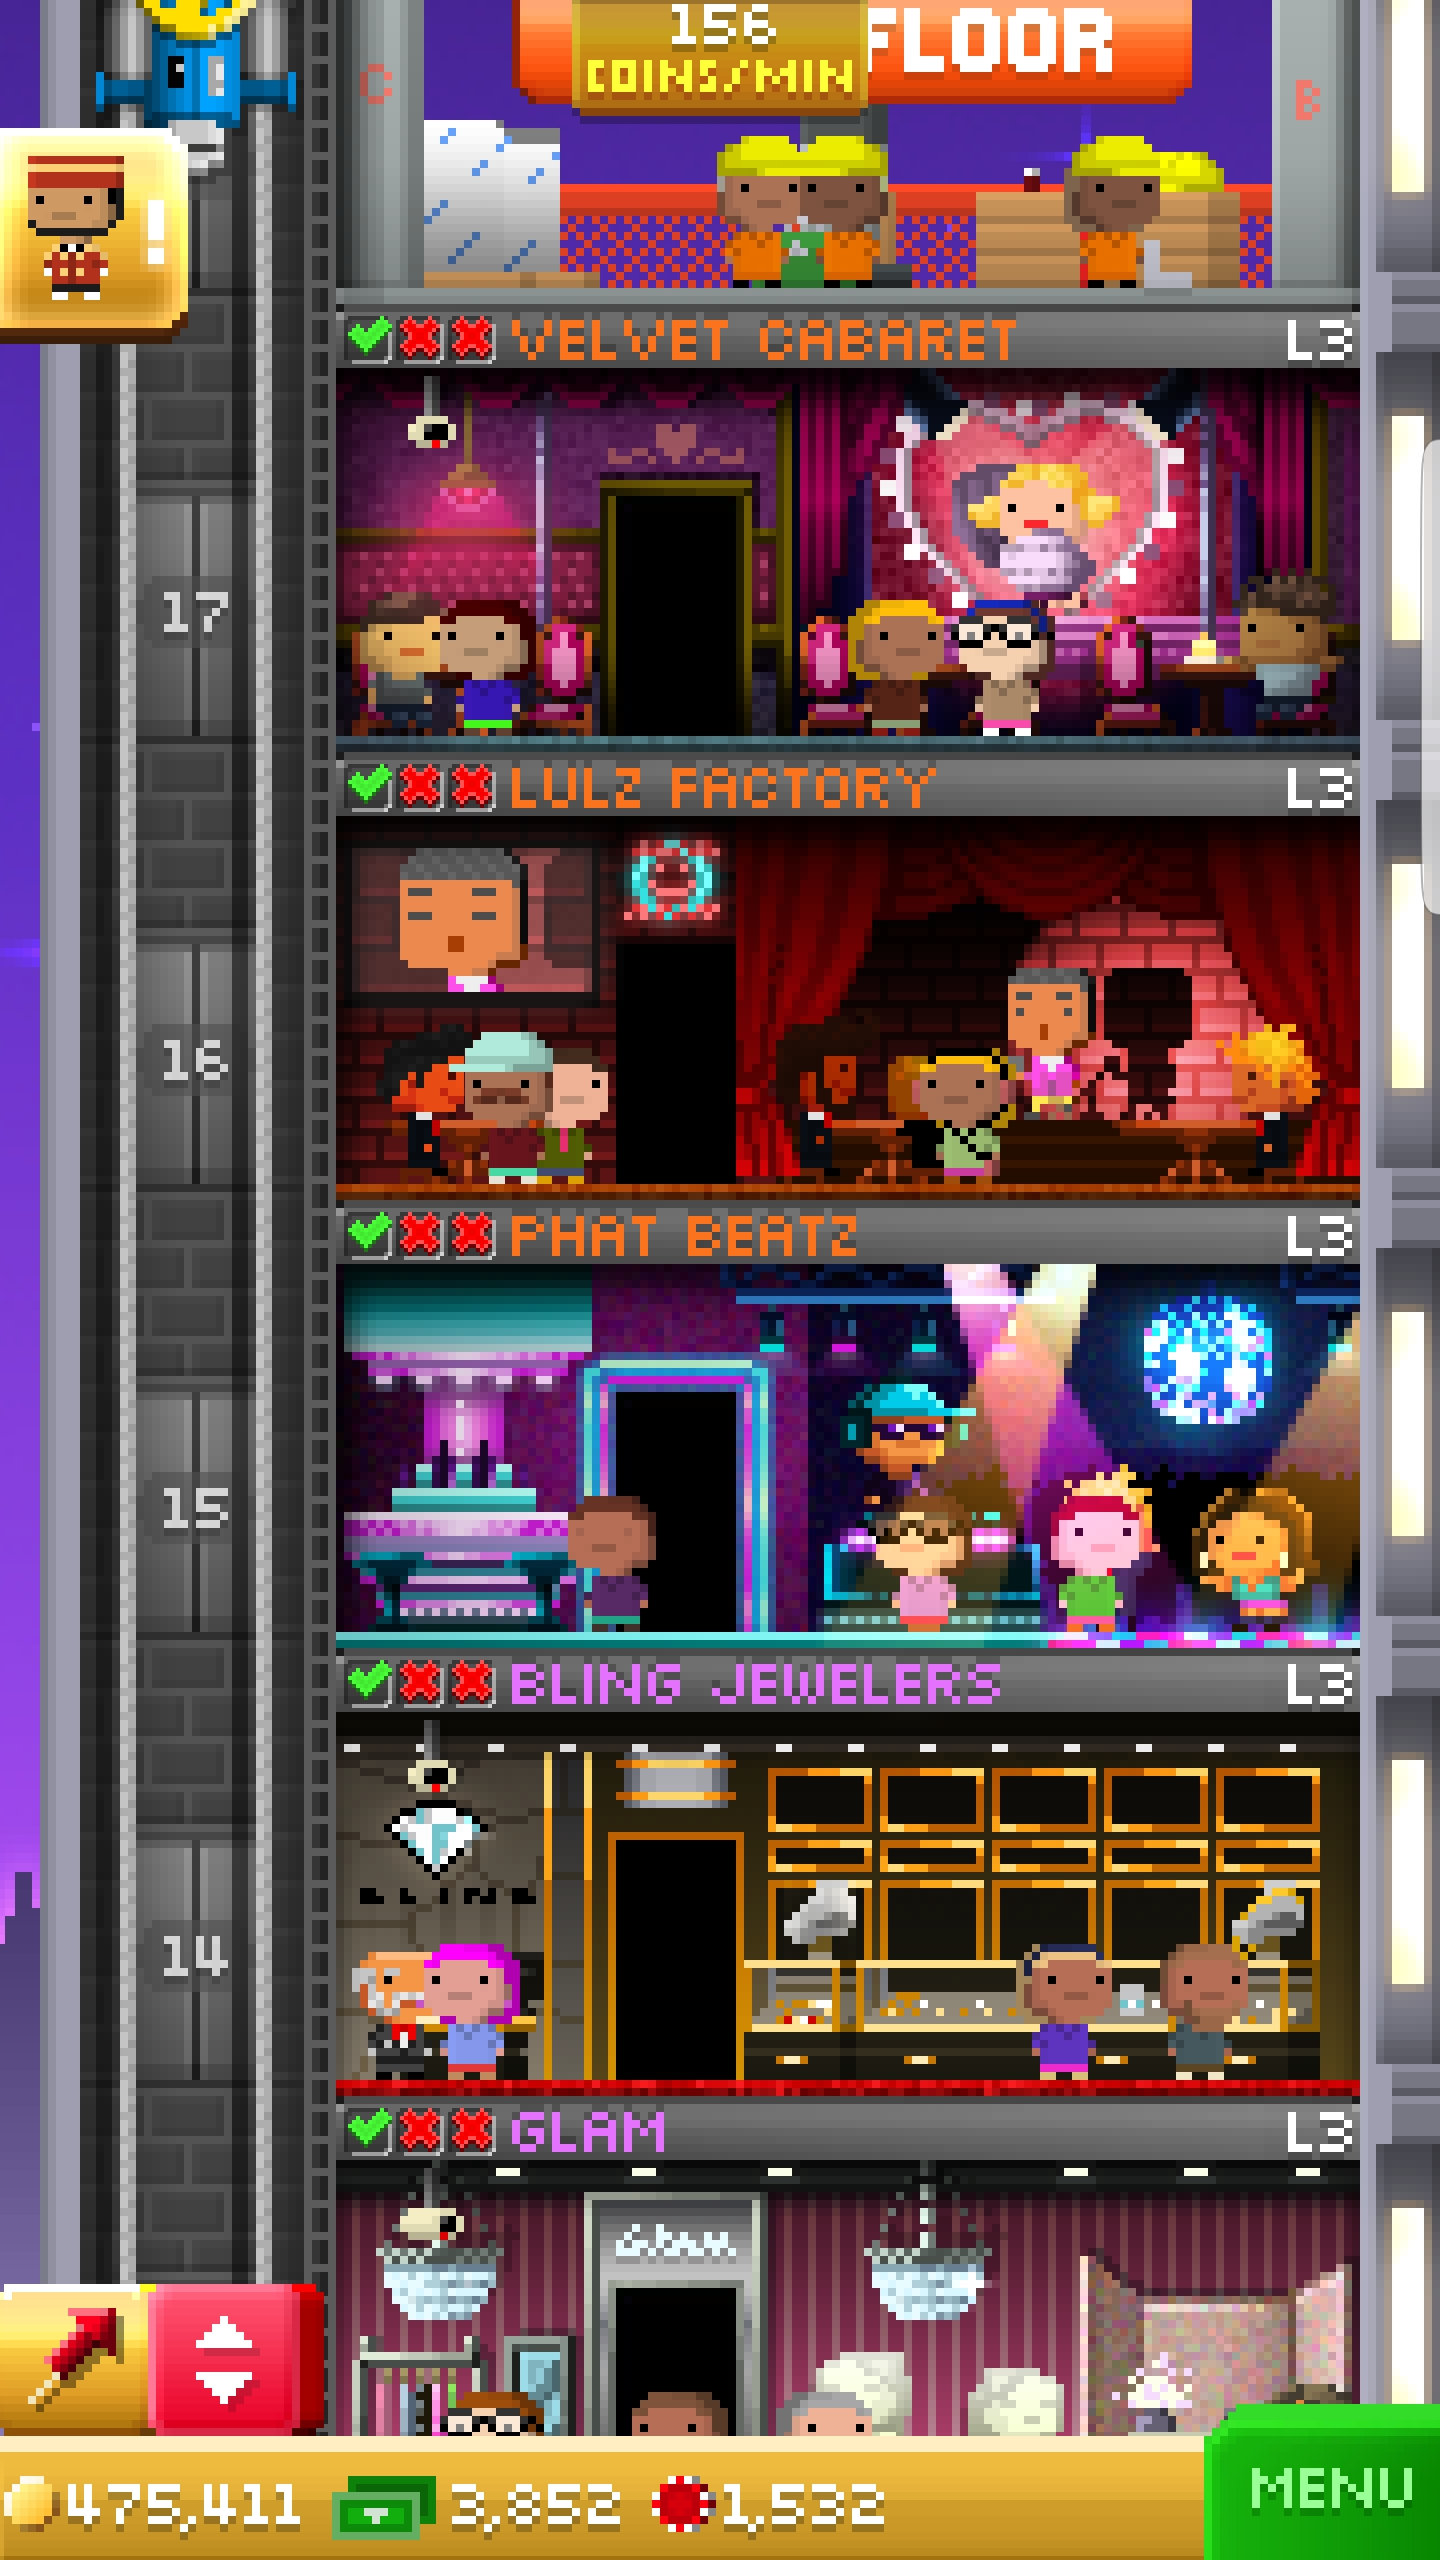 156
COINS/MIN
FLOOR
C
B
!
VELVET CABARET
L3
17
LULZ FACTORY
L3
16
PHAT BEATZ
L3
15
BLING JEWELERS
L3
BLING
14
GLAM
L3
Glam
475,411
3,852
1,532
MENU